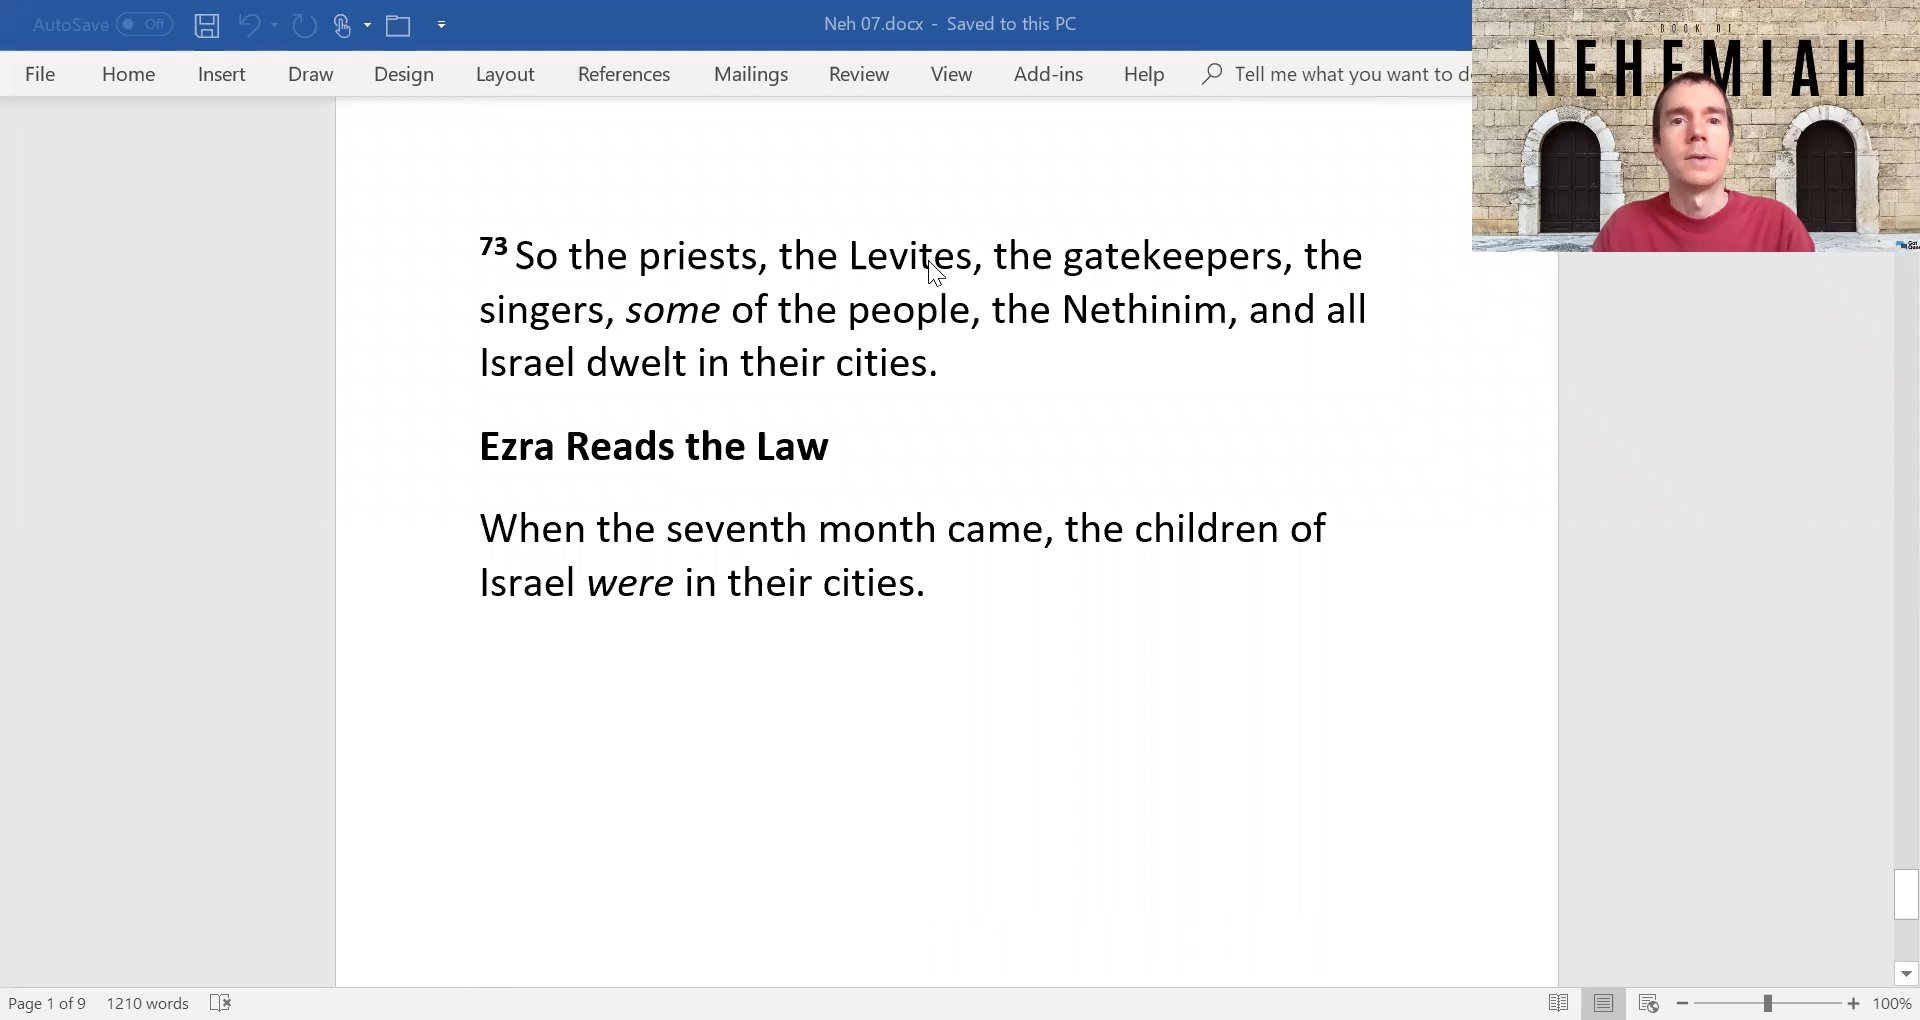 AutoSave Off
Neh 07.docx - Saved to this PC
File Home Insert Draw Design Layout References Mailings Review View Add-ins Help Tell me what you want to d
BOOK OF
NEHEMIAH
73 So the priests, the Levites, the gatekeepers, the
singers, some of the people, the Nethinim, and all
Israel dwelt in their cities.
Ezra Reads the Law
When the seventh month came, the children of
Israel were in their cities.
Page 1 of 9 1210 words
100%